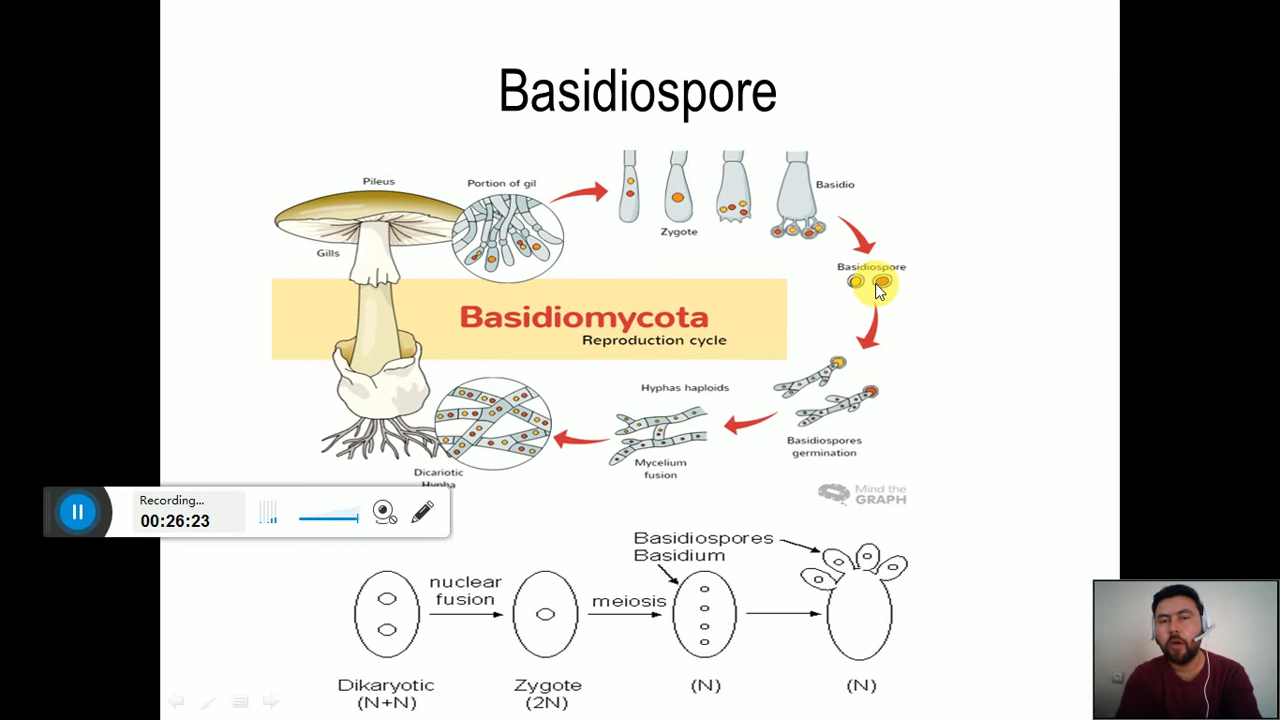 Basidiospore
Pileus
Portion of gil
Basidio
Zygote
Gills
Basidiospore
Basidiomycota
Reproduction cycle
Hyphas haploids
Basidiospores
germination
Mycelium
fusion
Dicariotic
Hypha
Mind the
GRAPH
Recording...
00:26:23
Basidiospores
Basidium
nuclear
fusion
meiosis
Dikaryotic
(N+N)
Zygote
(2N)
(N)
(N)